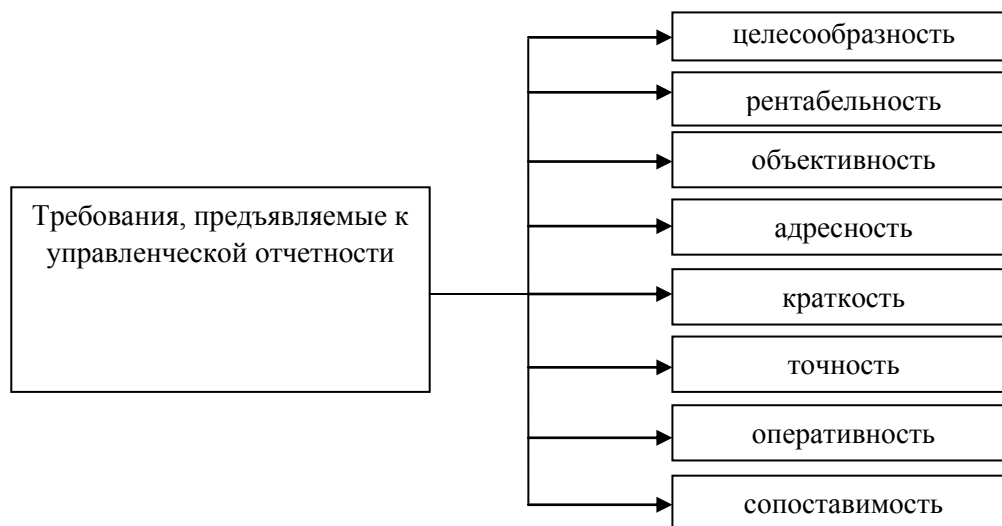 целесообразность
рентабельность
объективность
Требования, предъявляемые к
управленческой отчетности
адресность
краткость
точность
оперативность
сопоставимость